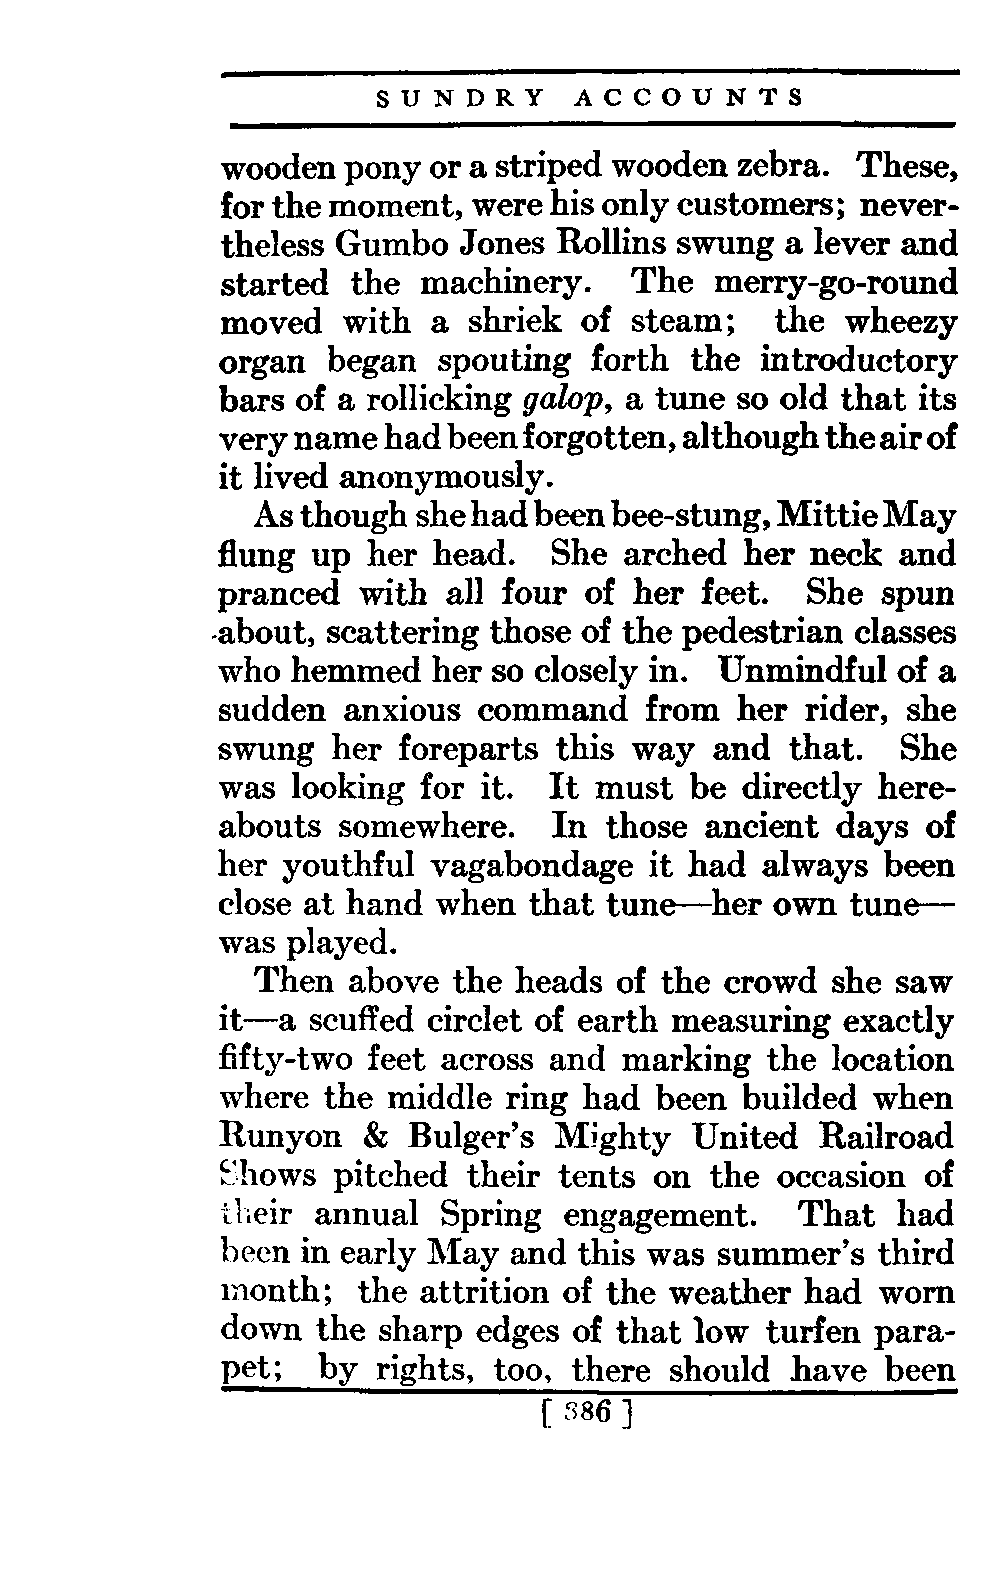 SUNDRY ACCOUNTS
wooden pony or a striped wooden zebra. These,
for the moment, were his only customers; never-
theless Gumbo Jones Rollins swung a lever and
started the machinery. The merry-go-round
moved with a shriek of steam; the wheezy
organ began spouting forth the introductory
bars of a rollicking galop, a tune so old that its
very name had been forgotten, although the air of
it lived anonymously.
As though she had been bee-stung, Mittie May
flung up her head. She arched her neck and
pranced with all four of her feet. She spun
about, scattering those of the pedestrian classes
who hemmed her so closely in. Unmindful of a
sudden anxious command from her rider, she
swung her foreparts this way and that. She
was looking for it. It must be directly here-
abouts somewhere. In those ancient days of
her youthful vagabondage it had always been
close at hand when that tune—her own tune—
was played.
Then above the heads of the crowd she saw
it—a scuffed circlet of earth measuring exactly
fifty-two feet across and marking the location
where the middle ring had been builded when
Runyon & Bulger's Mighty United Railroad
Shows pitched their tents on the occasion of
their annual Spring engagement. That had
been in early May and this was summer's third
month; the attrition of the weather had worn
down the sharp edges of that low turfen para-
pet; by rights, too, there should have been
[ 386 ]